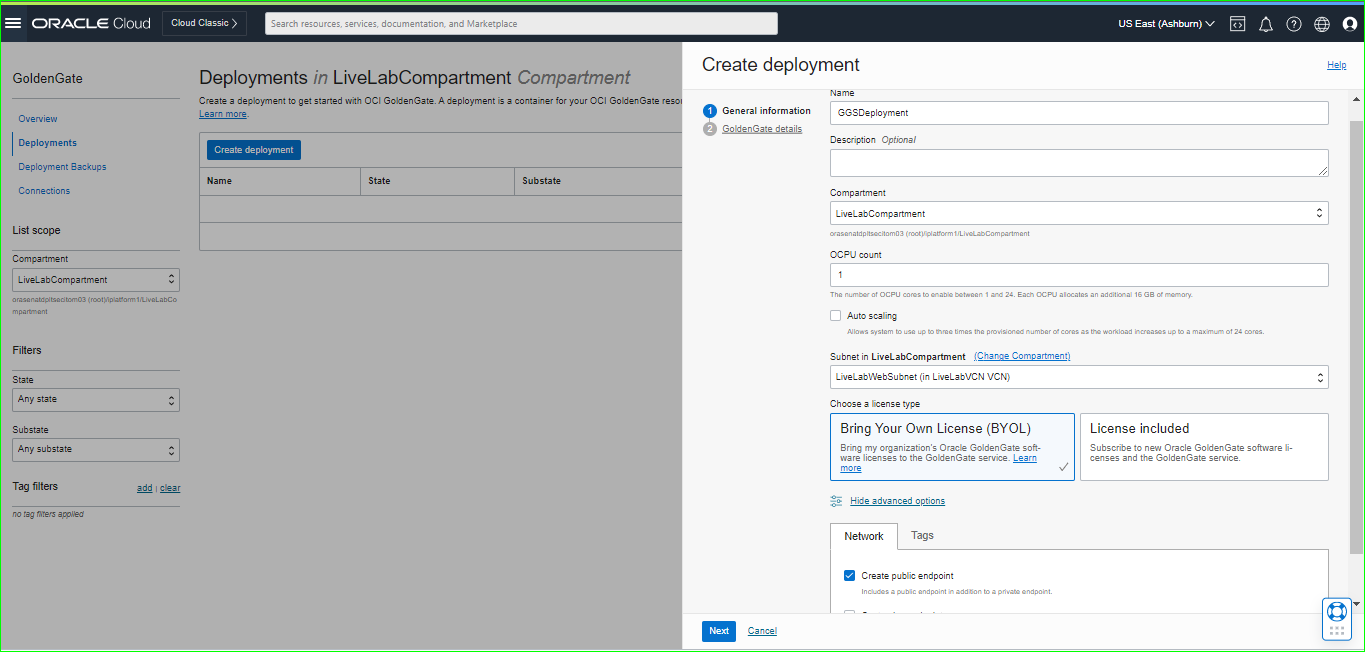 ORACLE Cloud
Cloud Classic
Search resources, services, documentation, and Marketplace
US East (Ashburn)
GoldenGate
Overview
Deployments
Deployment Backups
Connections
List scope
Compartment
LiveLabCompartment
orasenatdpltsecitom03 (root)/iplatform1/LiveLabCo
mpartment
Filters
State
Any state
Substate
Any substate
Tag filters
add | clear
no tag filters applied
Deployments in LiveLabCompartment Compartment
Create a deployment to get started with OCI GoldenGate. A deployment is a container for your OCI GoldenGate resou
Learn more.
Create deployment
Name State Substate
Create deployment
Help
1 General information
2 GoldenGate details
Name
GGSDeployment
Description Optional
Compartment
LiveLabCompartment
orasenatdpltsecitom03 (root)/iplatform1/LiveLabCompartment
OCPU count
1
The number of OCPU cores to enable between 1 and 24. Each OCPU allocates an additional 16 GB of memory.
Auto scaling
Allows system to use up to three times the provisioned number of cores as the workload increases up to a maximum of 24 cores.
Subnet in LiveLabCompartment (Change Compartment)
LiveLabWebSubnet (in LiveLabVCN VCN)
Choose a license type
Bring Your Own License (BYOL)
Bring my organization's Oracle GoldenGate soft-
ware licenses to the GoldenGate service. Learn
more
License included
Subscribe to new Oracle GoldenGate software li-
censes and the GoldenGate service.
Hide advanced options
Network Tags
Create public endpoint
Includes a public endpoint in addition to a private endpoint.
Next Cancel